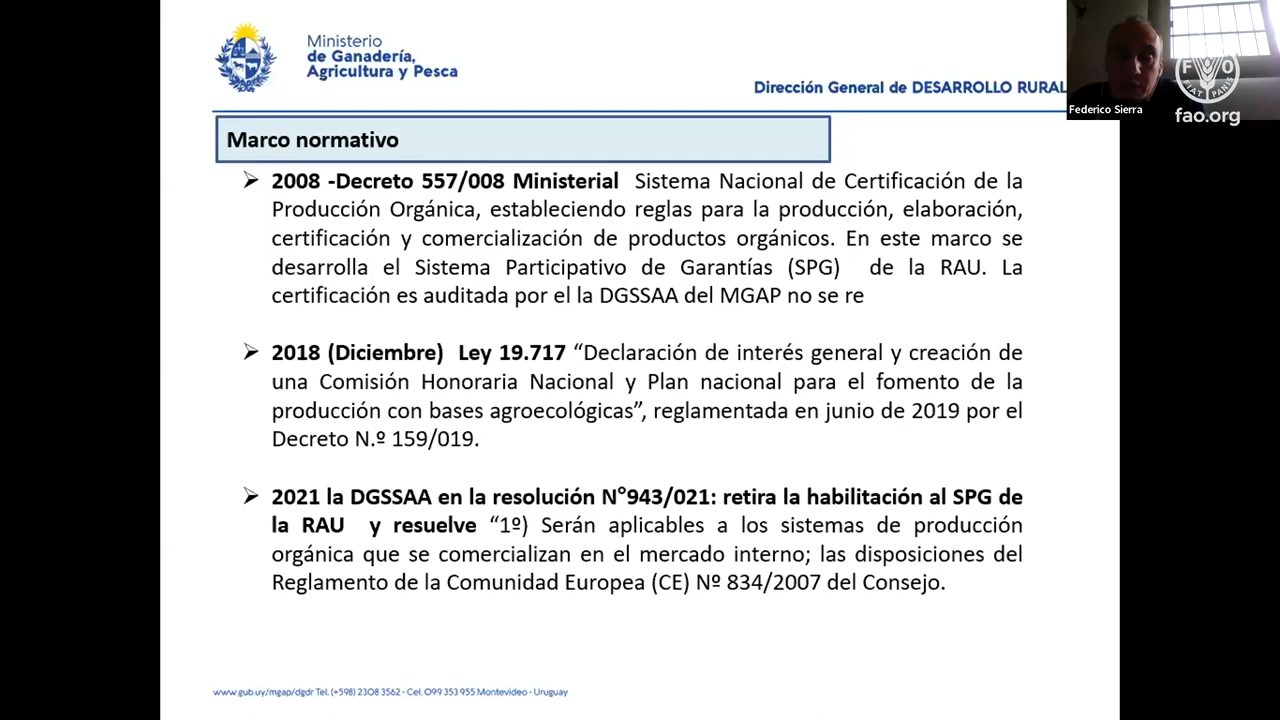 Ministerio
de Ganadería,
Agricultura y Pesca
Dirección General de DESARROLLO RURAL
Federico Sierra
FAO
FIAT PANIS
fao.org
Marco normativo
➢ 2008 -Decreto 557/008 Ministerial Sistema Nacional de Certificación de la
Producción Orgánica, estableciendo reglas para la producción, elaboración,
certificación y comercialización de productos orgánicos. En este marco se
desarrolla el Sistema Participativo de Garantías (SPG) de la RAU. La
certificación es auditada por el la DGSSAA del MGAP no se re
➢ 2018 (Diciembre) Ley 19.717 “Declaración de interés general y creación de
una Comisión Honoraria Nacional y Plan nacional para el fomento de la
producción con bases agroecológicas”, reglamentada en junio de 2019 por el
Decreto N.º 159/019.
➢ 2021 la DGSSAA en la resolución N°943/021: retira la habilitación al SPG de
la RAU y resuelve “1º) Serán aplicables a los sistemas de producción
orgánica que se comercializan en el mercado interno; las disposiciones del
Reglamento de la Comunidad Europea (CE) Nº 834/2007 del Consejo.
www.gub.uy/mgap/dgdr Tel. (+598) 2308 3562 - Cel. 099 353 955 Montevideo - Uruguay